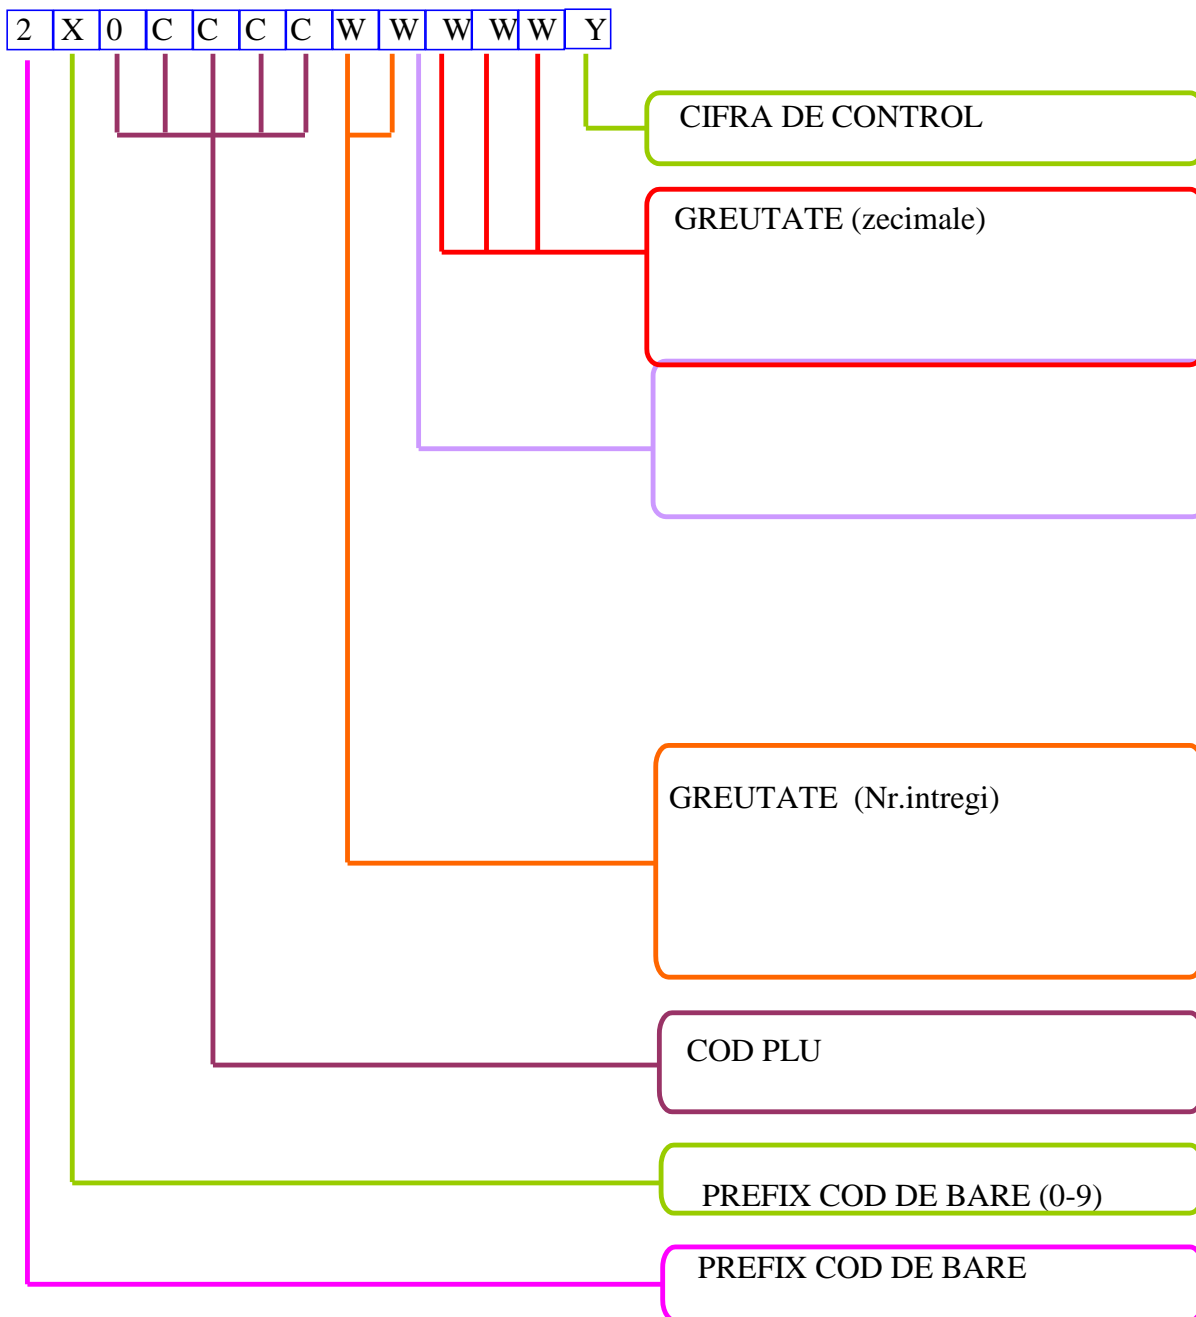 2 X 0 C C C C W W W W W Y
CIFRA DE CONTROL
GREUTATE (zecimale)
GREUTATE (Nr.intregi)
COD PLU
PREFIX COD DE BARE (0-9)
PREFIX COD DE BARE